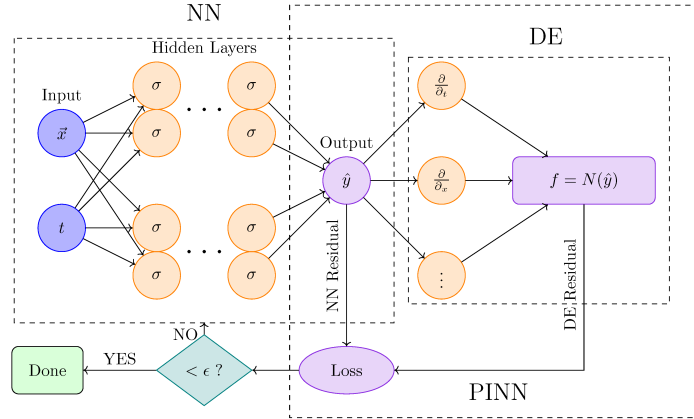 NN
DE
Hidden Layers
Input
Output
σ
σ
σ
σ
σ
σ
σ
σ
. . .
. . .
x⃗
t
ŷ
∂/∂ₜ
∂/∂ₓ
⋮
f = N(ŷ)
NN Residual
DE Residual
NO
YES
Done
< ϵ ?
Loss
PINN